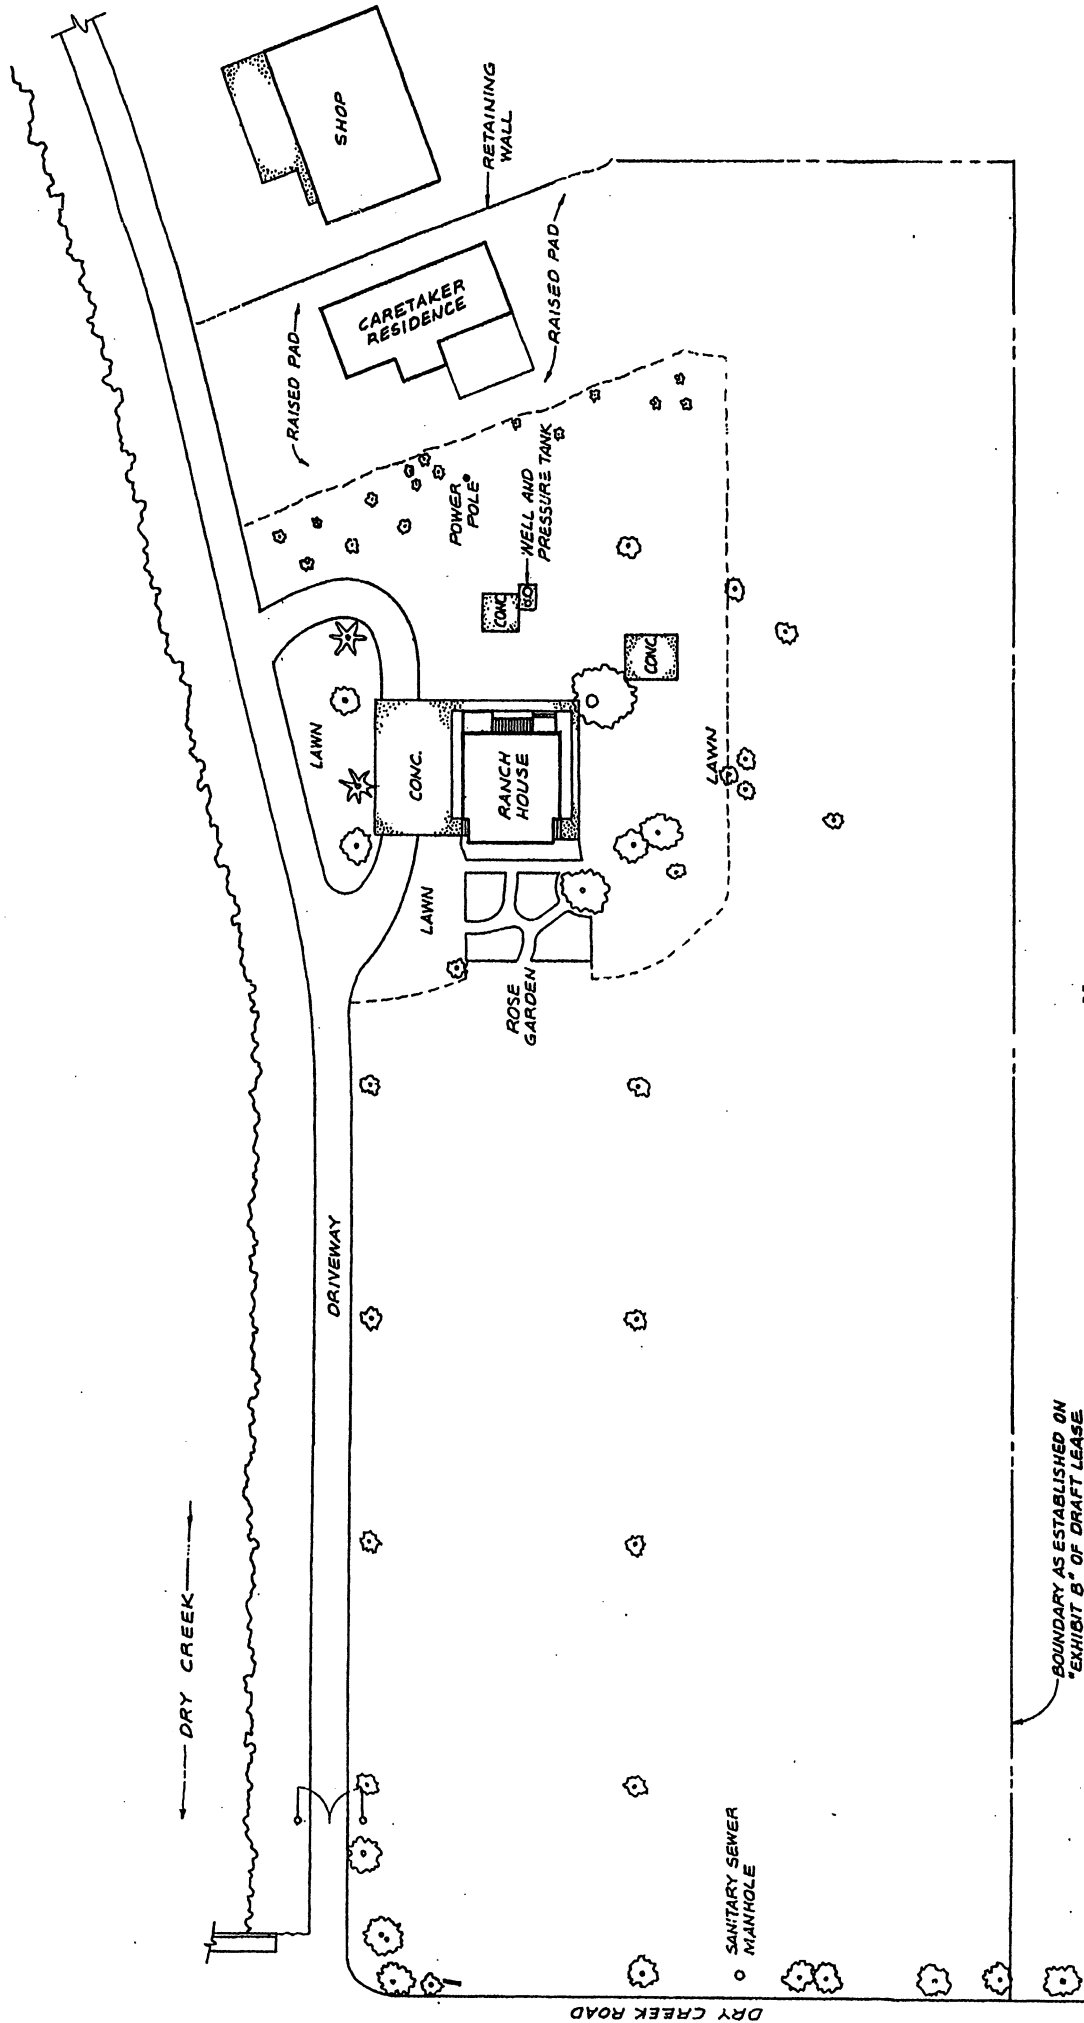 SHOP
RETAINING
WALL
CARETAKER
RESIDENCE
RAISED PAD
RAISED PAD
POWER
POLE
WELL AND
PRESSURE TANK
CONC
CONC
LAWN
CONC.
RANCH
HOUSE
LAWN
LAWN
ROSE
GARDEN
DRIVEWAY
DRY CREEK
BOUNDARY AS ESTABLISHED ON
"EXHIBIT B" OF DRAFT LEASE
SANITARY SEWER
MANHOLE
DRY CREEK ROAD